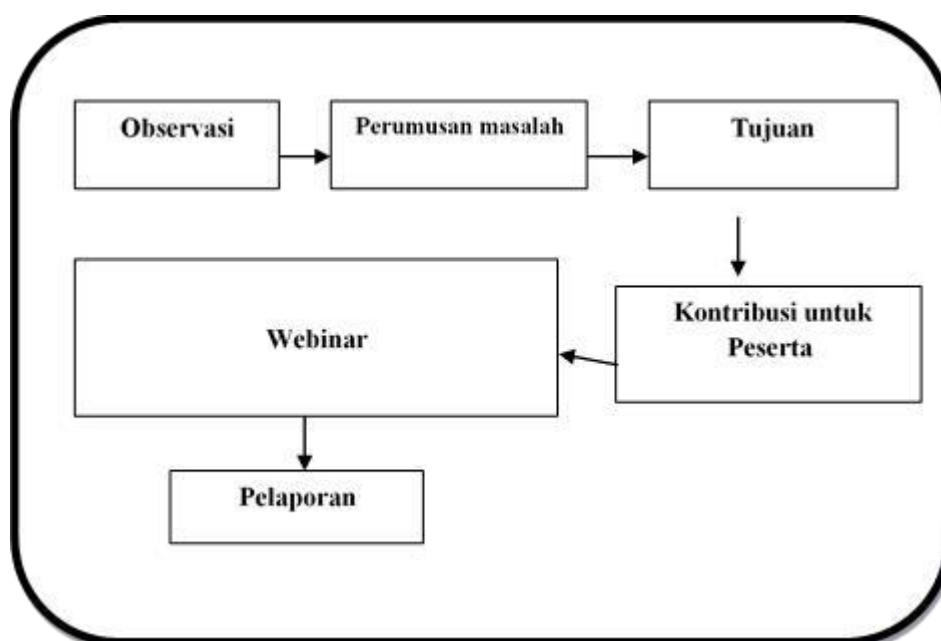 Observasi
Perumusan masalah
Tujuan
Kontribusi untuk
Peserta
Webinar
Pelaporan